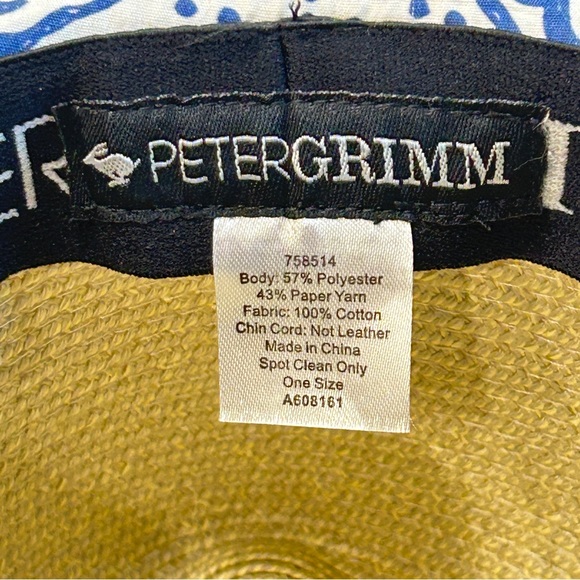 ER
PETERGRIMM
758514
Body: 57% Polyester
43% Paper Yarn
Fabric: 100% Cotton
Chin Cord: Not Leather
Made in China
Spot Clean Only
One Size
A608161